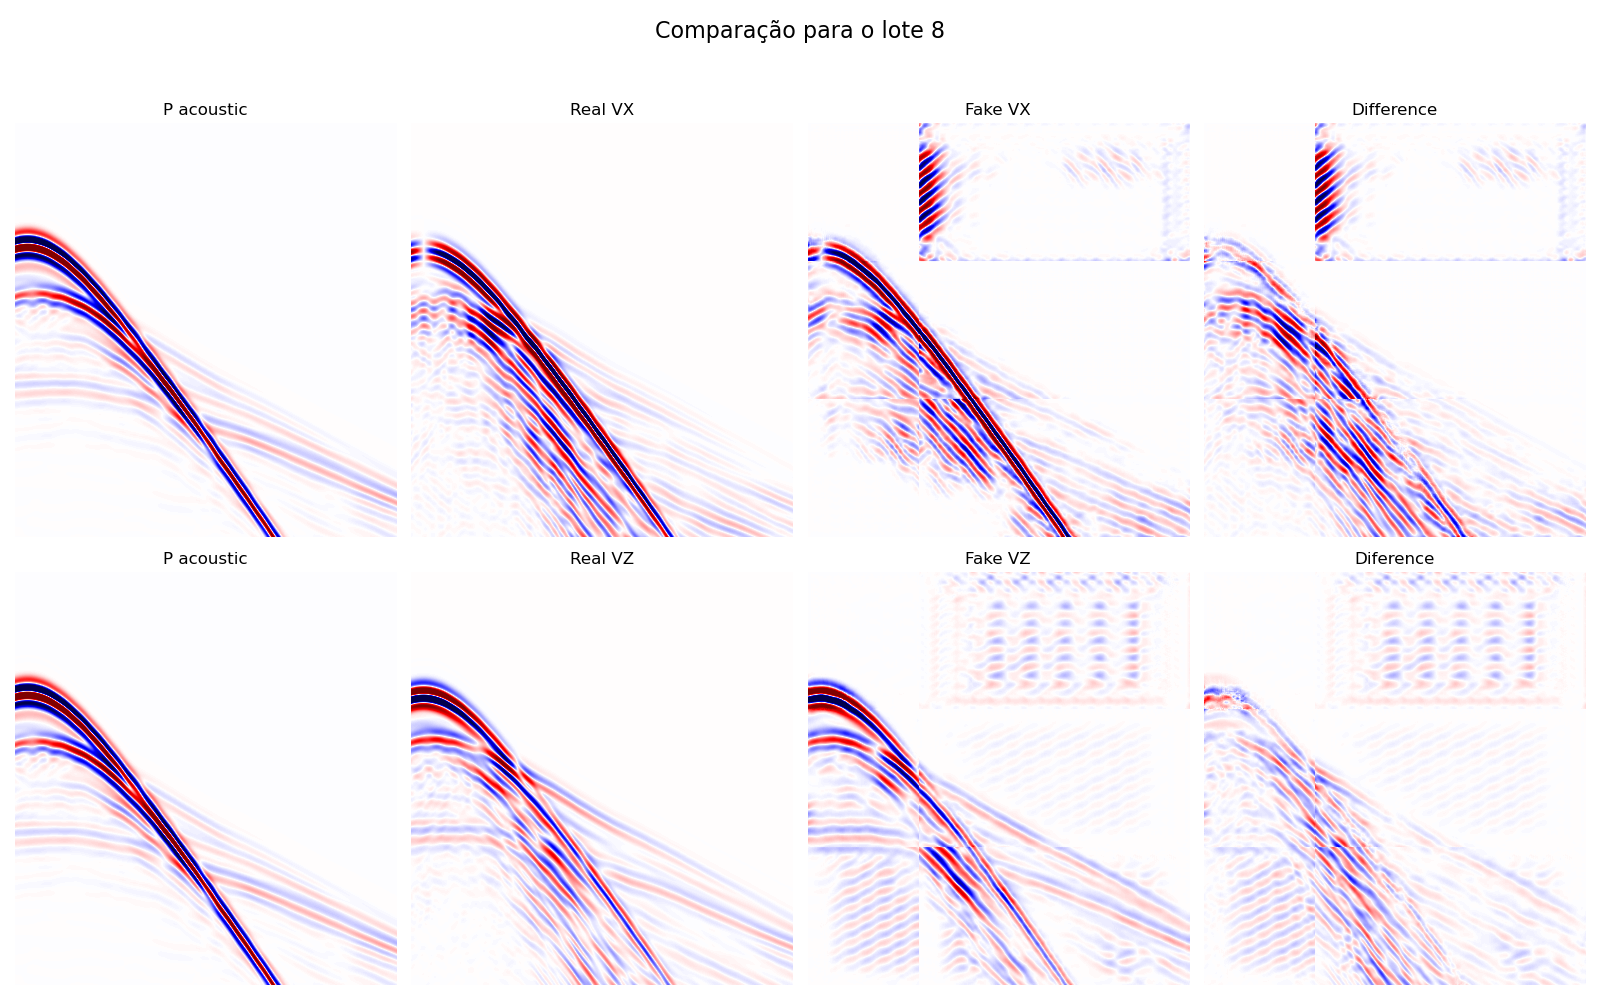 Comparação para o lote 8
P acoustic
Real VX
Fake VX
Difference
P acoustic
Real VZ
Fake VZ
Diference